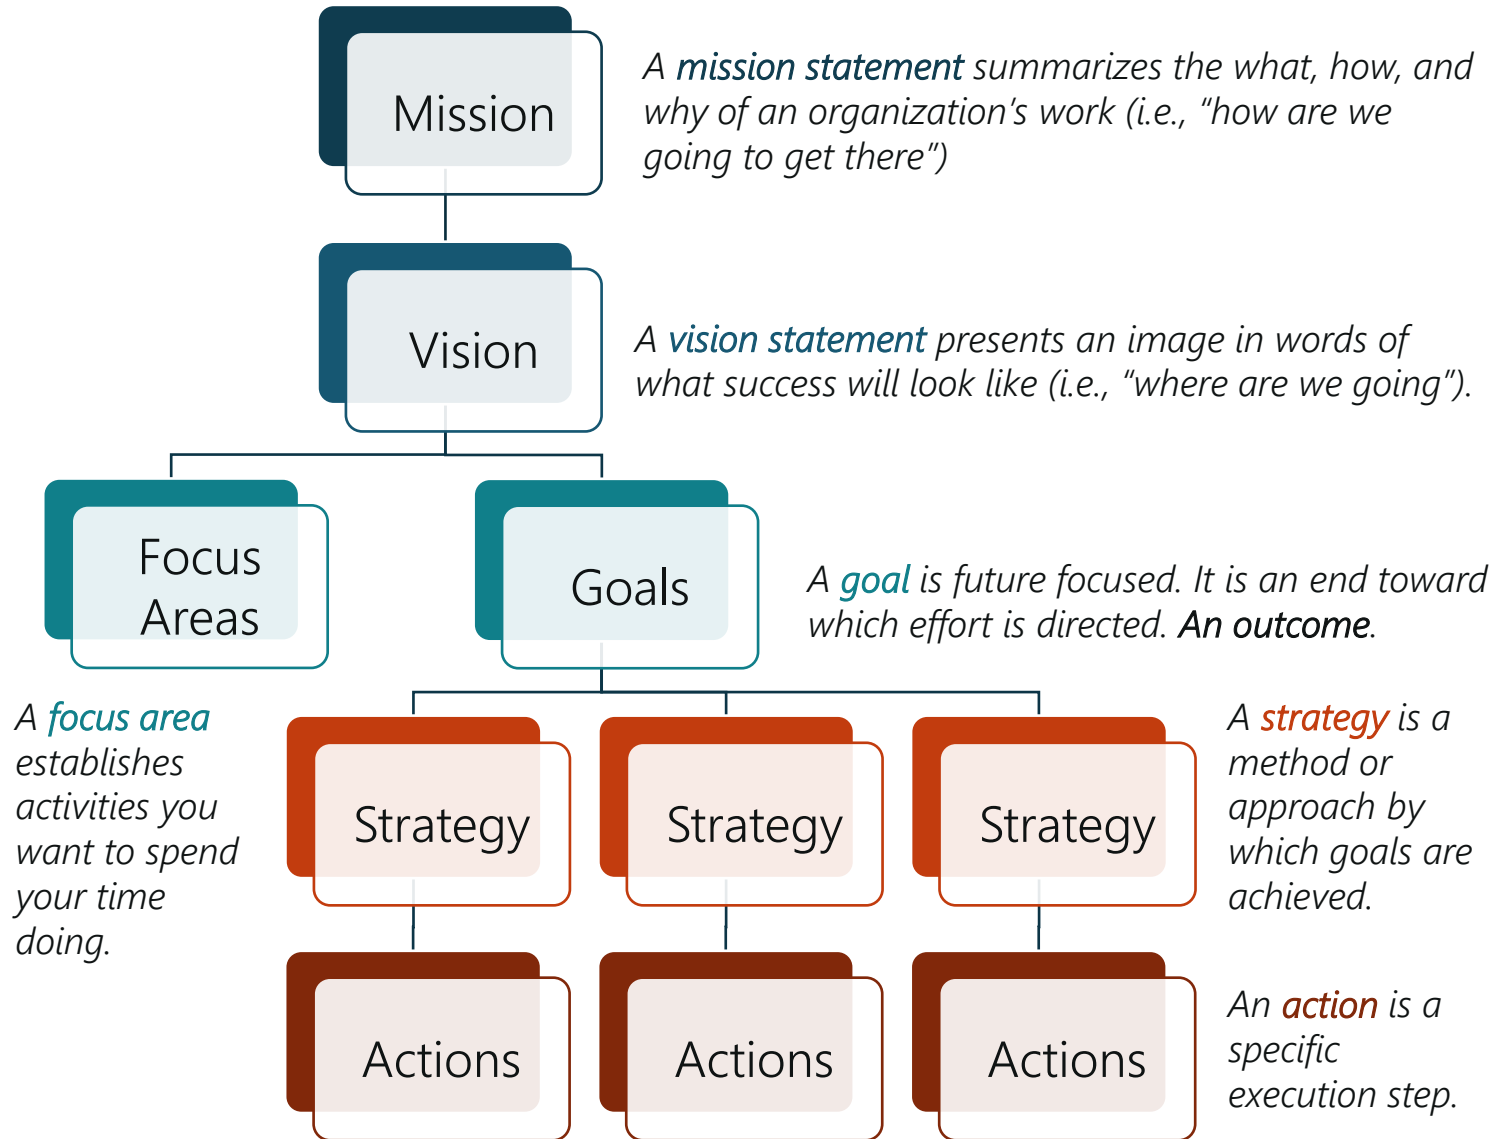 Mission
A mission statement summarizes the what, how, and
why of an organization’s work (i.e., “how are we
going to get there”)
Vision
A vision statement presents an image in words of
what success will look like (i.e., “where are we going”).
Focus
Areas
Goals
A goal is future focused. It is an end toward
which effort is directed. An outcome.
A focus area
establishes
activities you
want to spend
your time
doing.
Strategy
Strategy
Strategy
A strategy is a
method or
approach by
which goals are
achieved.
Actions
Actions
Actions
An action is a
specific
execution step.